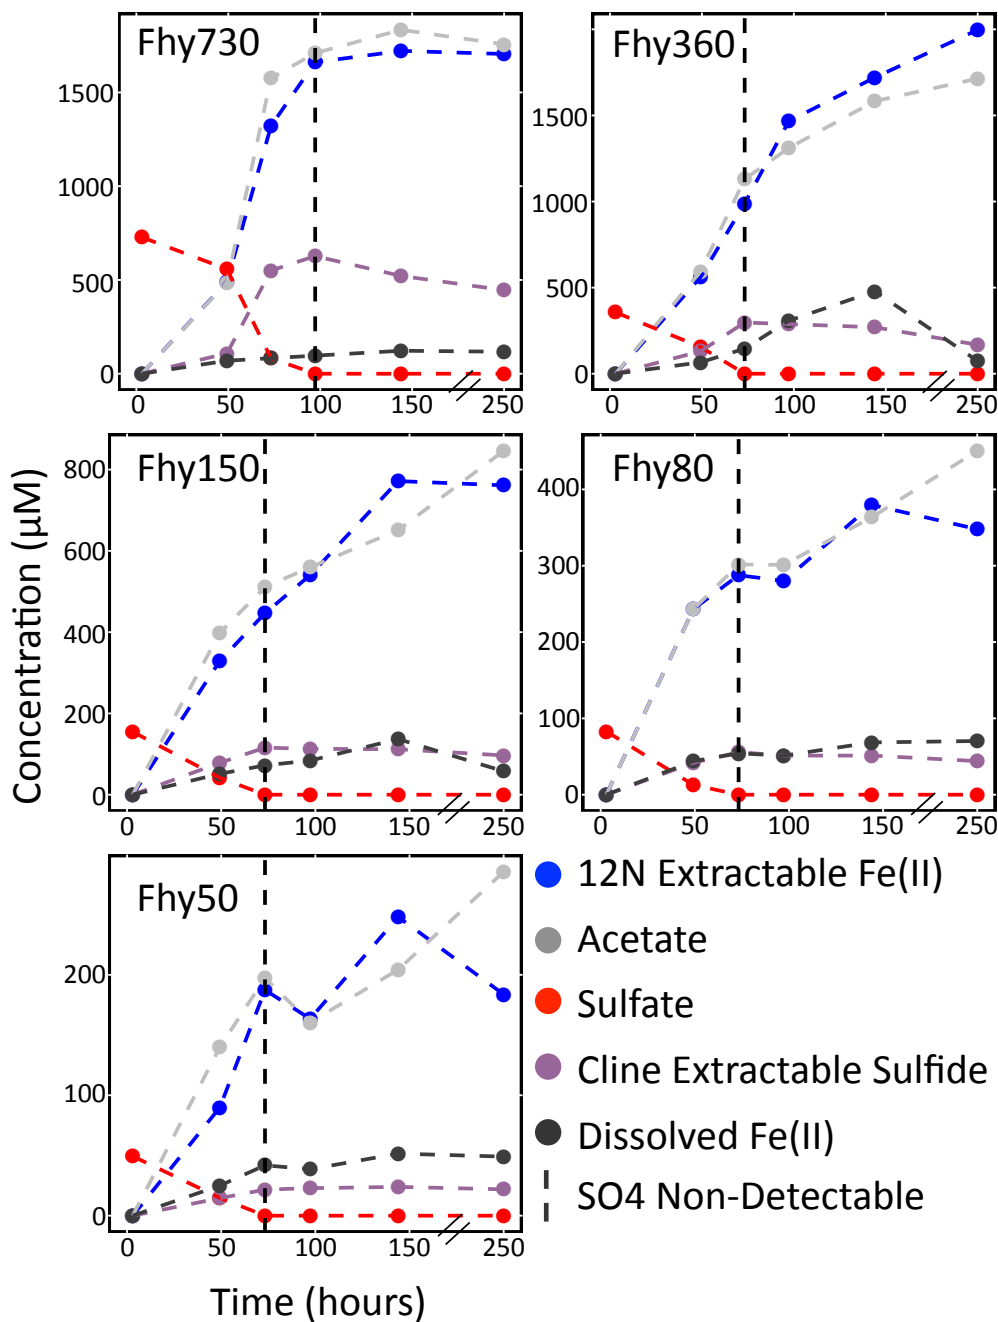 Fhy730
1500
1000
500
0
0 50 100 150 250
Fhy360
1500
1000
500
0
0 50 100 150 250
Concentration (µM)
Fhy150
800
600
400
200
0
0 50 100 150 250
Fhy80
400
300
200
100
0
0 50 100 150 250
Fhy50
200
100
0
0 50 100 150 250
Time (hours)
12N Extractable Fe(II)
Acetate
Sulfate
Cline Extractable Sulfide
Dissolved Fe(II)
SO4 Non-Detectable